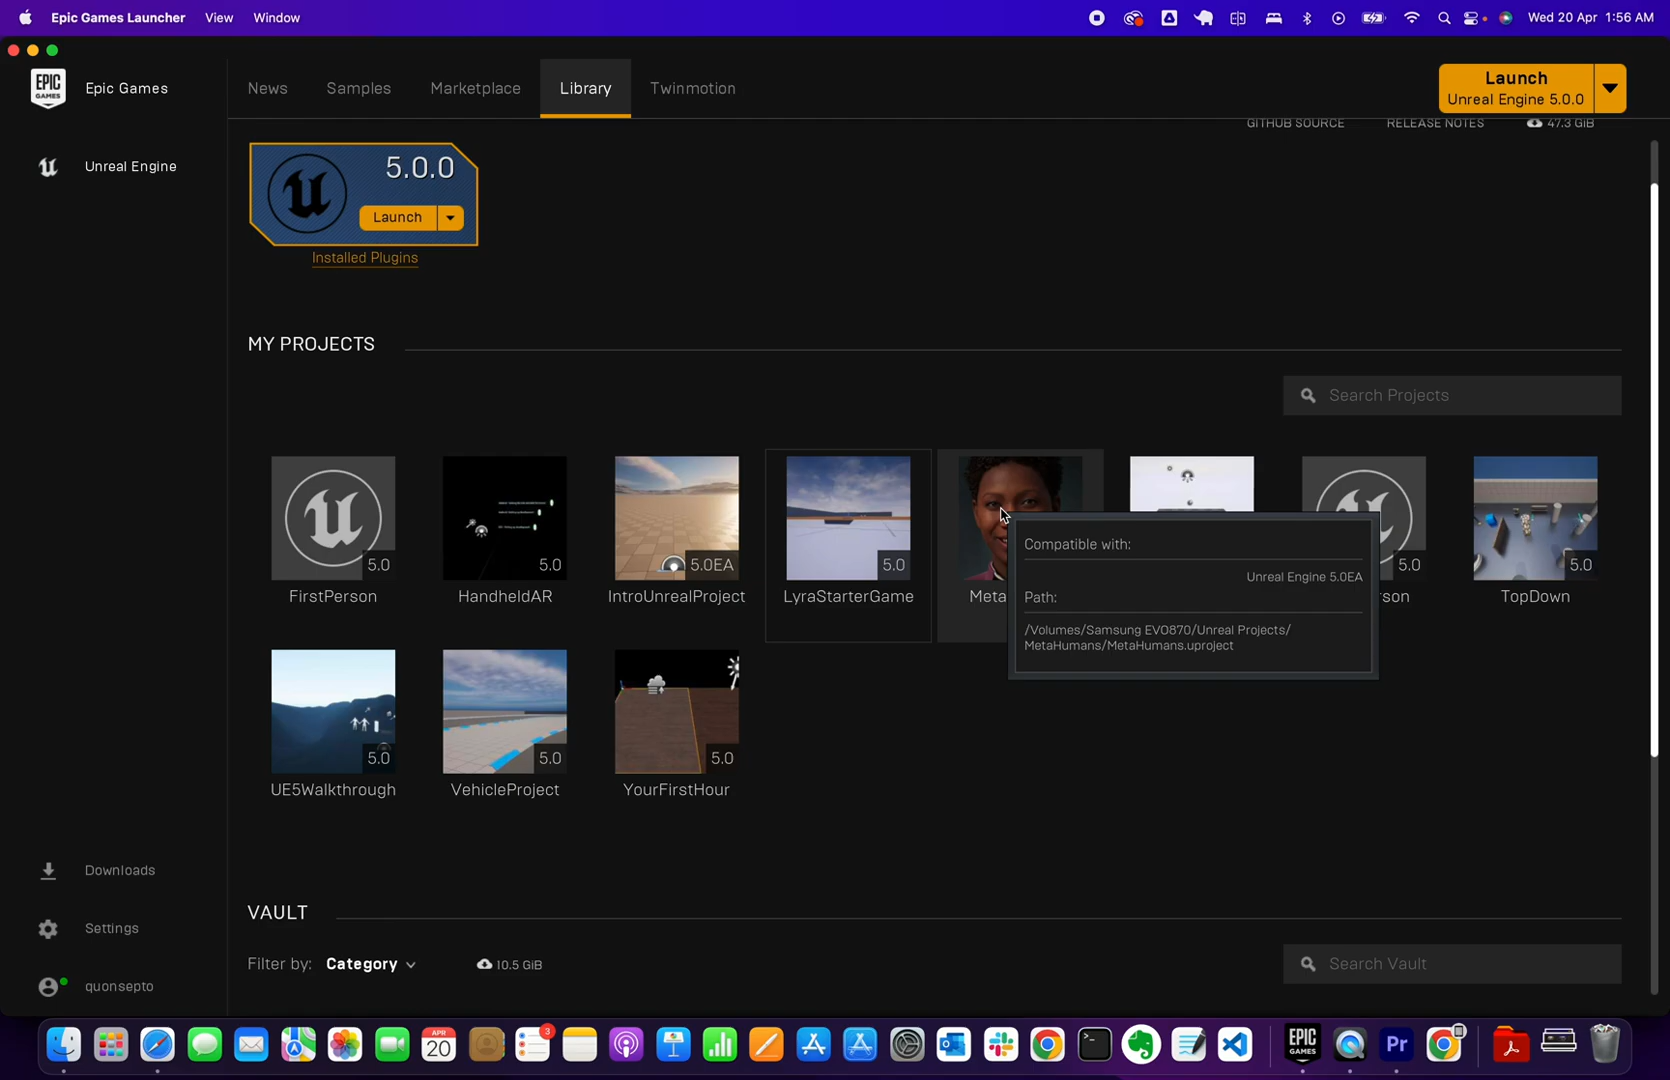 Epic Games Launcher View Window Wed 20 Apr 1:56 AM
EPIC GAMES Epic Games News Samples Marketplace Library Twinmotion Launch
Unreal Engine 5.0.0
GITHUB SOURCE RELEASE NOTES 47.3 GiB
Unreal Engine
5.0.0
Launch
Installed Plugins
MY PROJECTS
Search Projects
5.0 5.0 5.0EA 5.0 5.0 5.0
FirstPerson HandheldAR IntroUnrealProject LyraStarterGame Meta son TopDown
Compatible with:
Unreal Engine 5.0EA
Path:
/Volumes/Samsung EVO870/Unreal Projects/
MetaHumans/MetaHumans.uproject
5.0 5.0 5.0
UE5Walkthrough VehicleProject YourFirstHour
Downloads
VAULT
Settings
Filter by: Category 10.5 GiB Search Vault
quonsepto
APR
20
3
EPIC GAMES
Pr